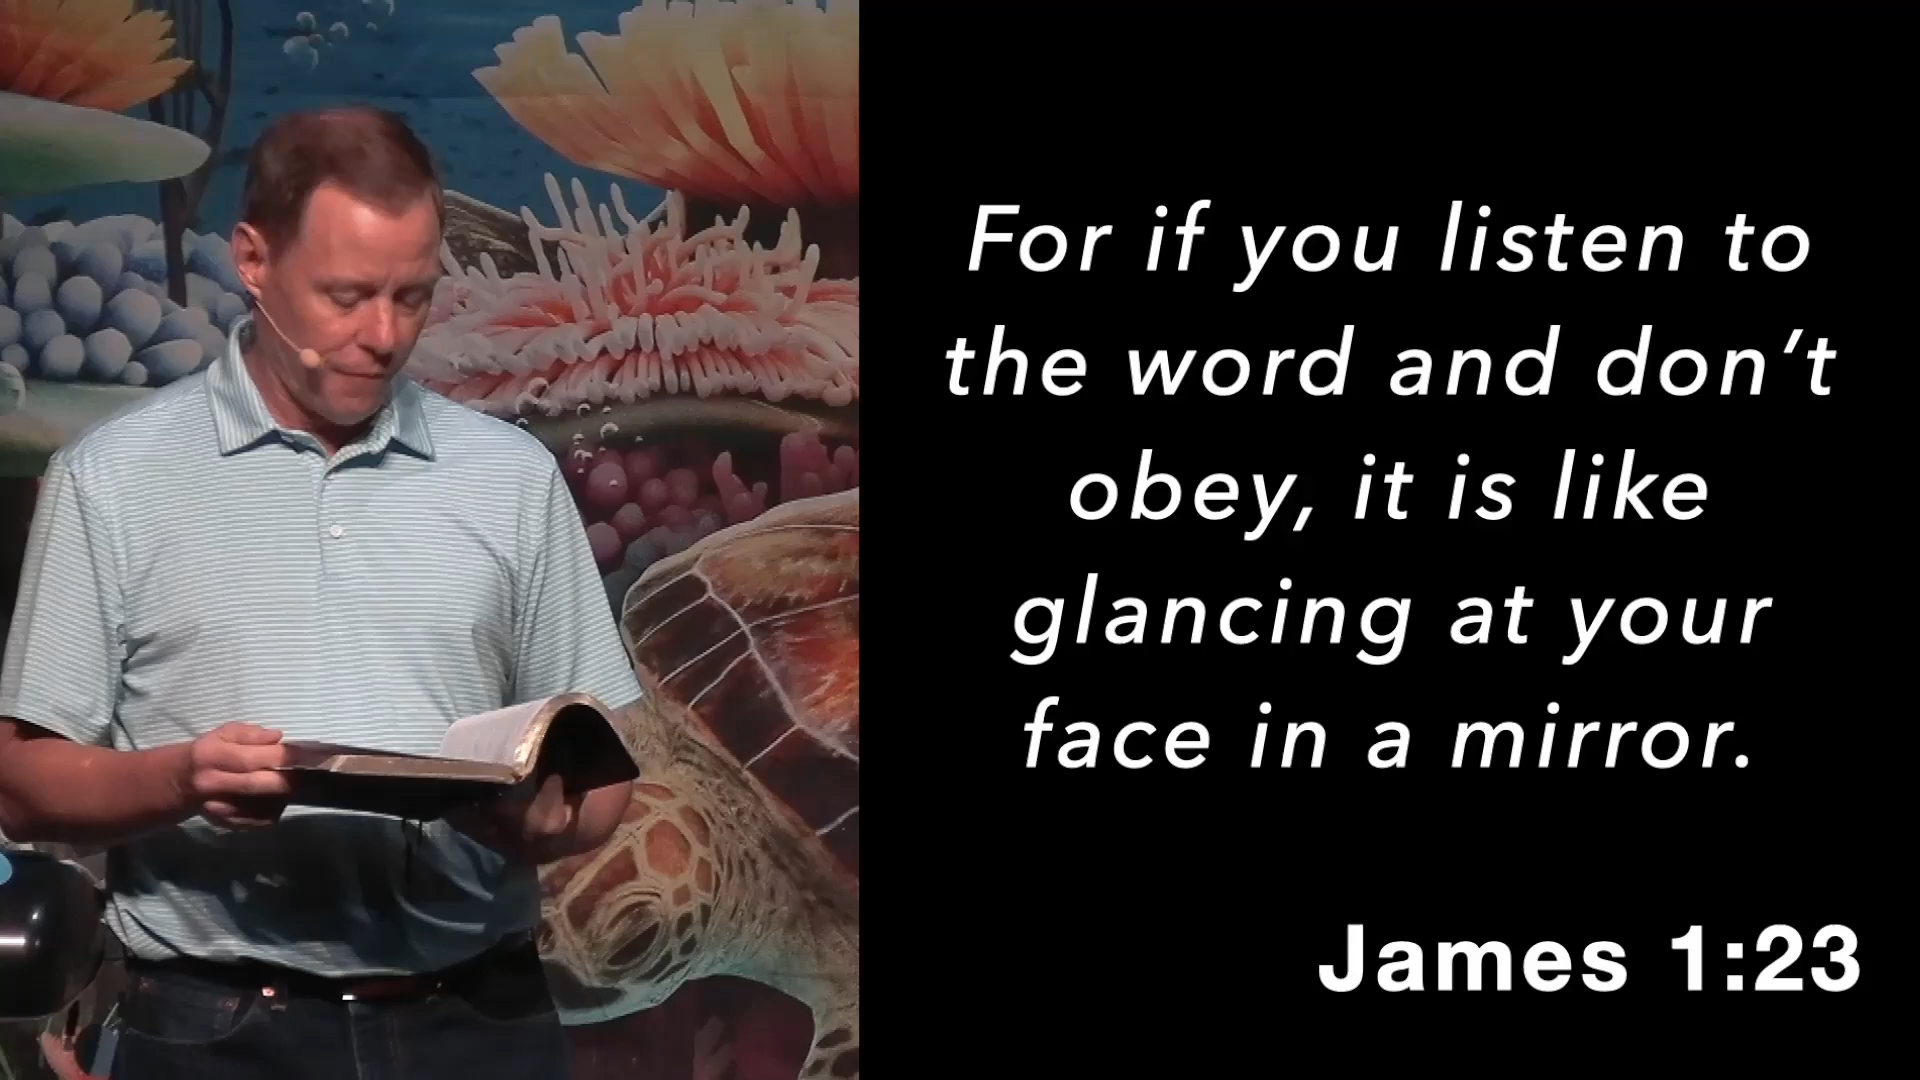 For if you listen to
the word and don’t
obey, it is like
glancing at your
face in a mirror.
James 1:23